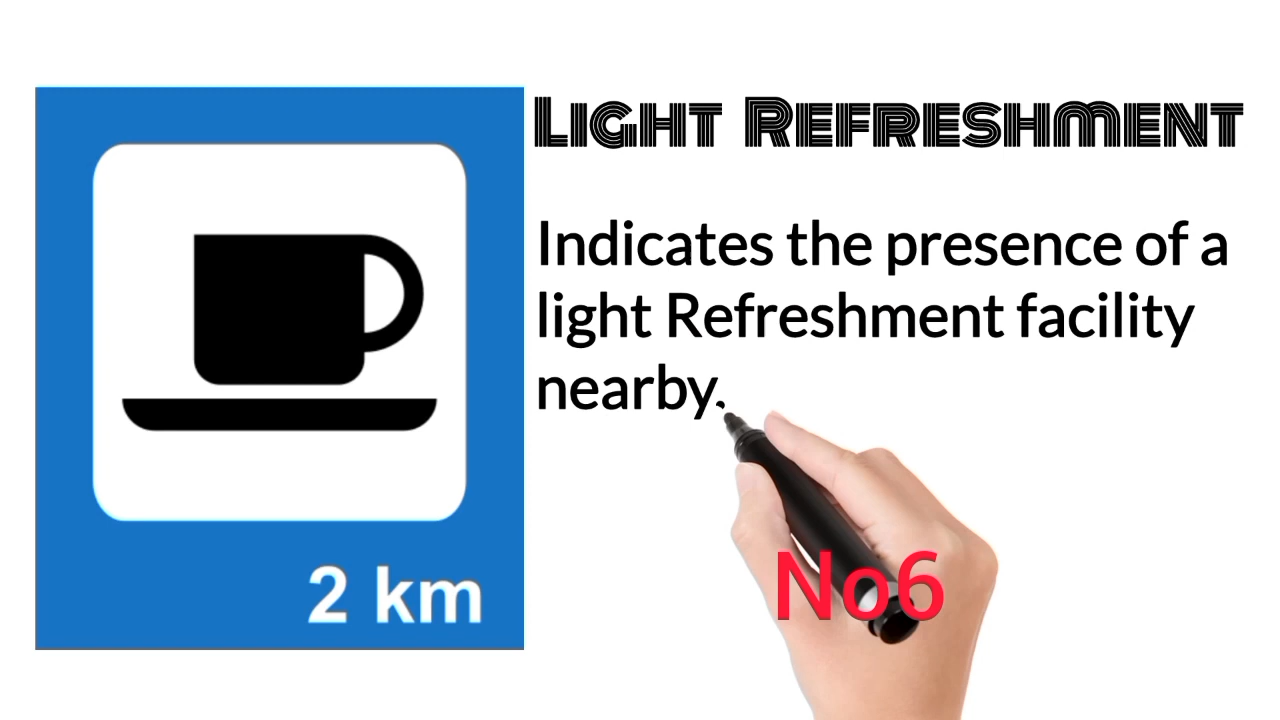 Light Refreshment
Indicates the presence of a
light Refreshment facility
nearby.
2 km
No6